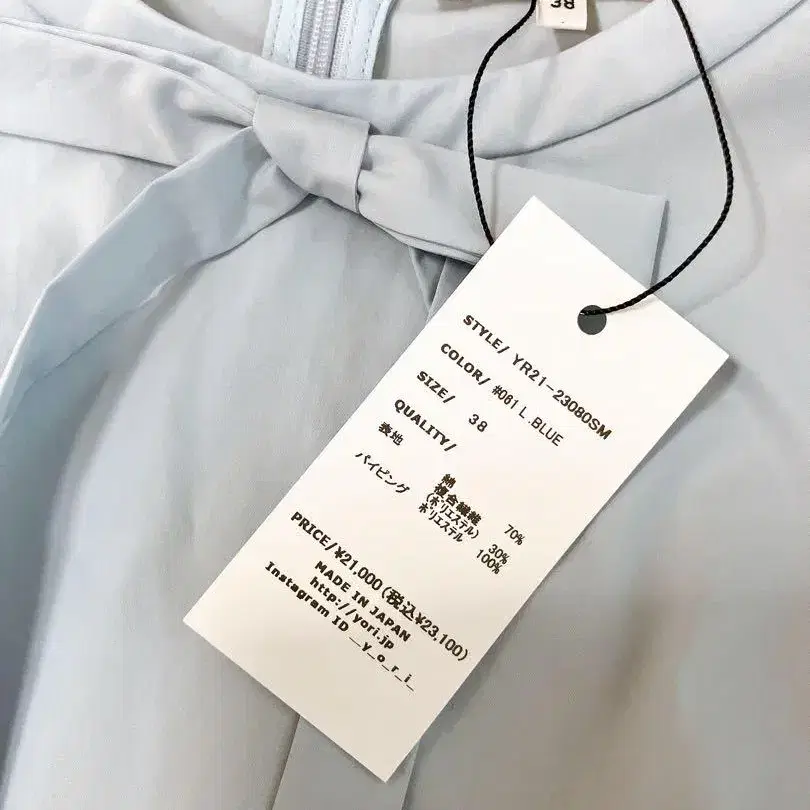 38
STYLE/ YR21-23080SM
COLOR/ #061 L.BLUE
SIZE/ 38
QUALITY/
表地 綿 70%
複合繊維
(ポリエステル) 30%
パイピング ポリエステル 100%
PRICE/¥21,000(税込¥23,100)
MADE IN JAPAN
http://yori.jp
Instagram ID __y_o_r_i_